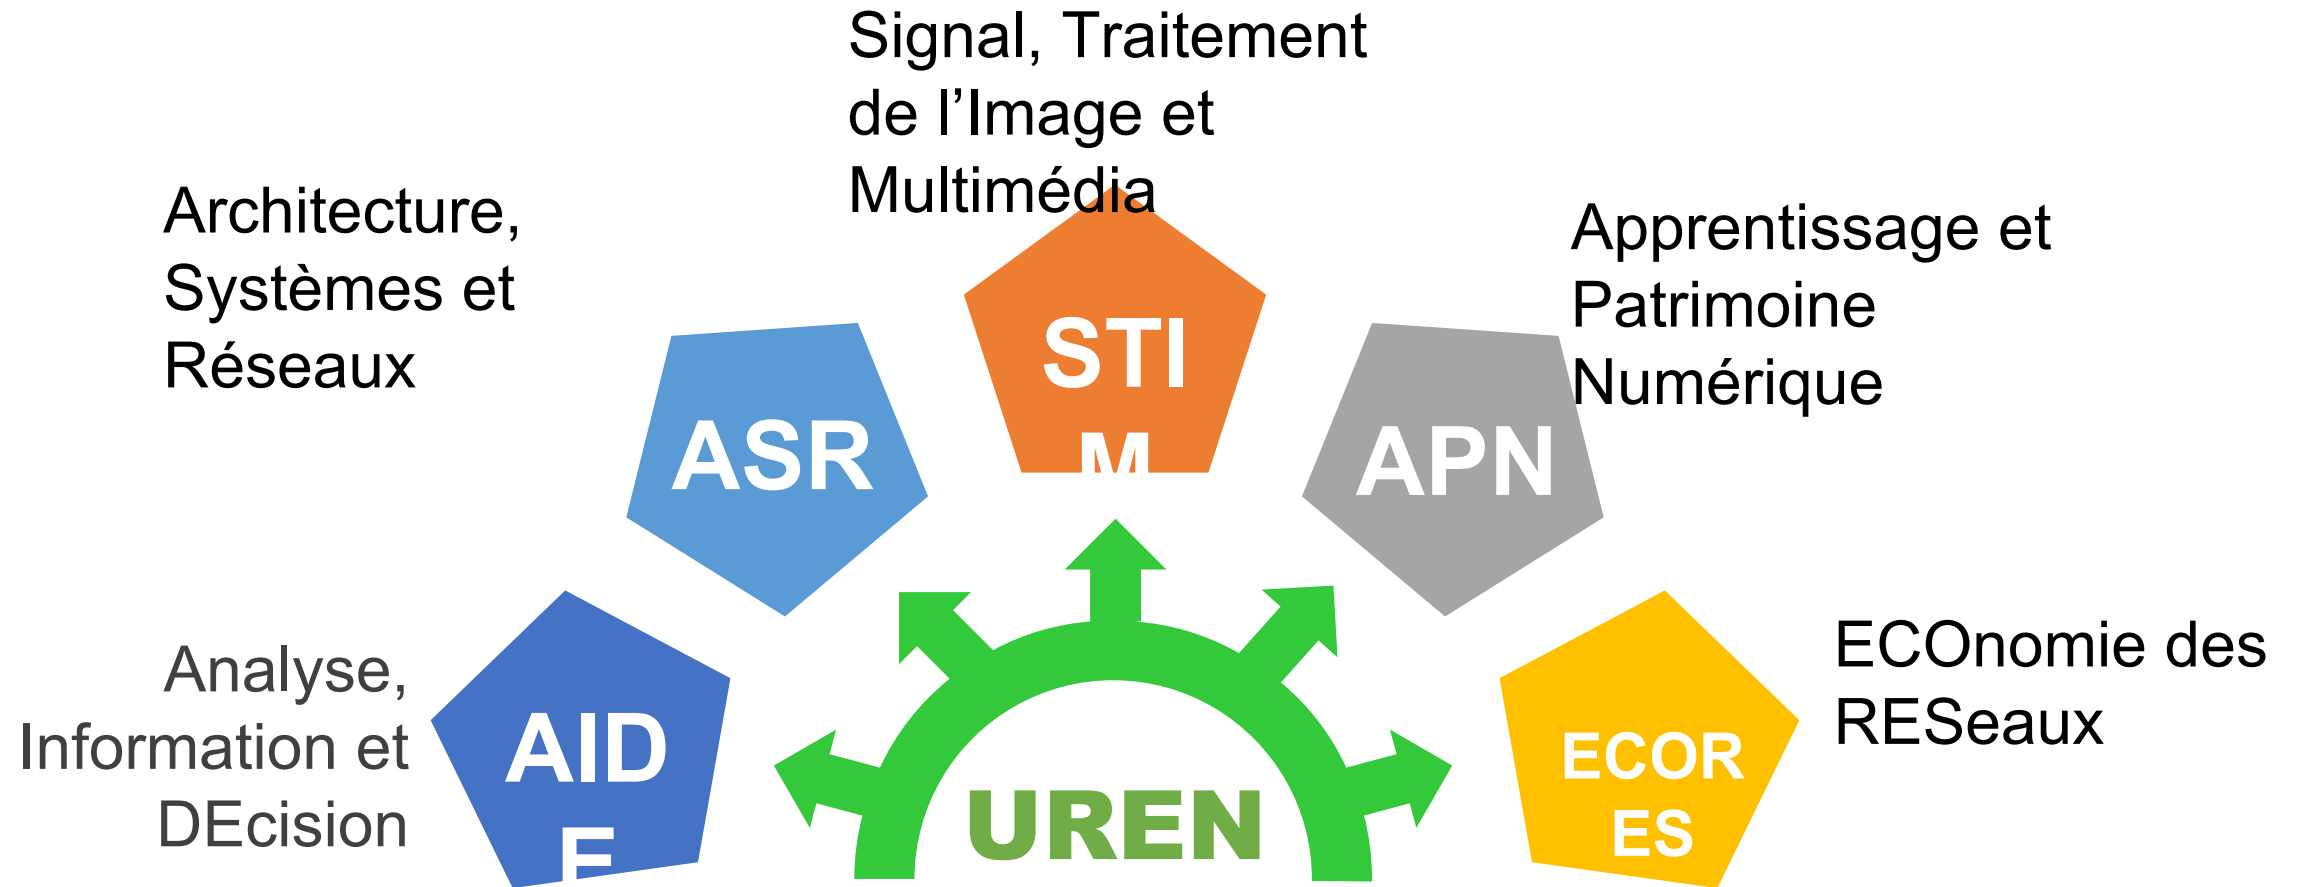 Signal, Traitement
de l’Image et
Multimédia
Architecture,
Systèmes et
Réseaux
Apprentissage et
Patrimoine
Numérique
STI
M
ASR
APN
Analyse,
Information et
DEcision
AID
E
ECOnomie des
RESeaux
ECOR
ES
UREN